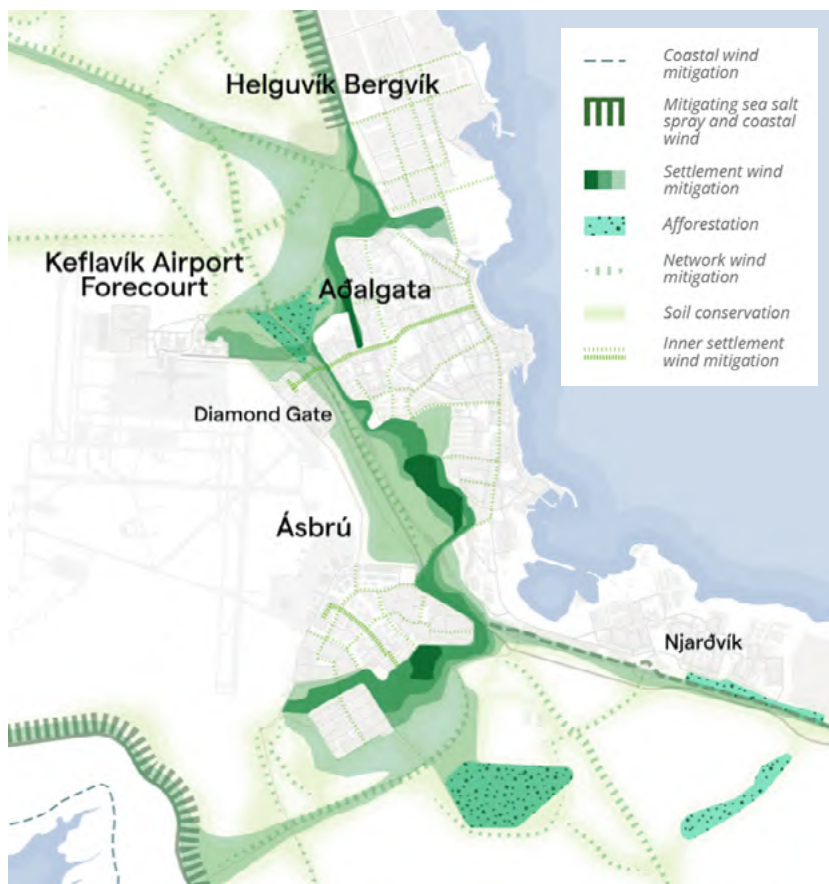 Helguvík Bergvík
Keflavík Airport
Forecourt
Aðalgata
Diamond Gate
Ásbrú
Njarðvík
Coastal wind
mitigation
Mitigating sea salt
spray and coastal
wind
Settlement wind
mitigation
Afforestation
Network wind
mitigation
Soil conservation
Inner settlement
wind mitigation